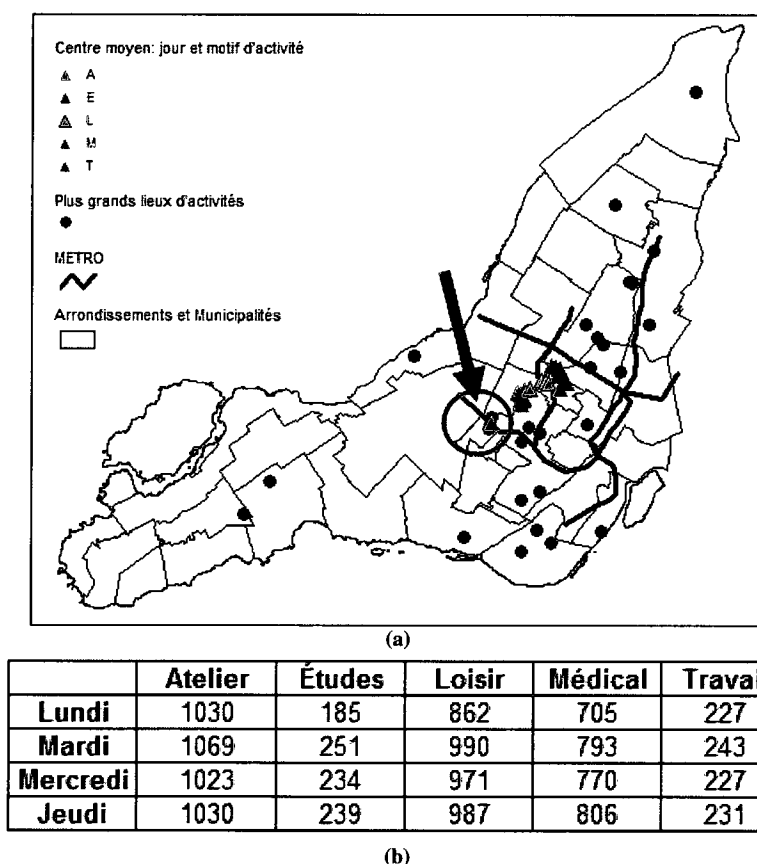 Centre moyen: jour et motif d'activité
A
E
L
M
T
Plus grands lieux d'activités
METRO
Arrondissements et Municipalités
(a)
Atelier Études Loisir Médical Travai
Lundi 1030 185 862 705 227
Mardi 1069 251 990 793 243
Mercredi 1023 234 971 770 227
Jeudi 1030 239 987 806 231
(b)